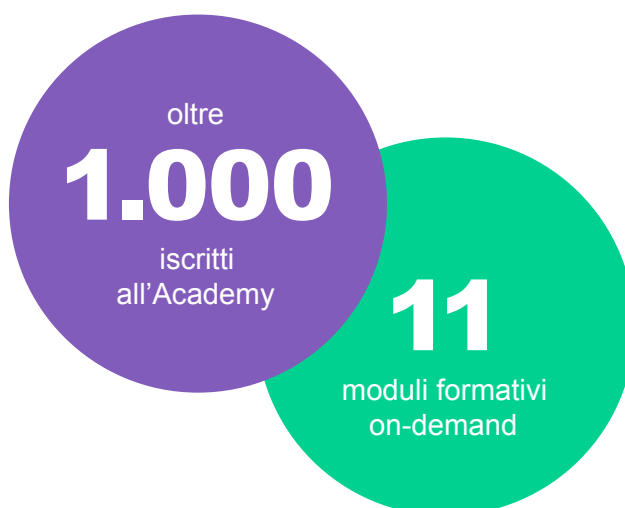 oltre
1.000
iscritti
all’Academy
11
moduli formativi
on-demand